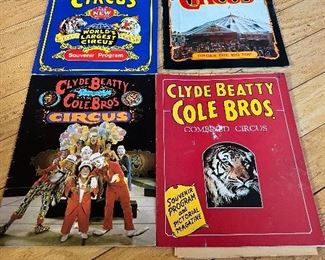 CIRCUS
NEW
WORLD'S
LARGEST
CIRCUS
Souvenir Program
CIRCUS
UNDER THE BIG TOP
CLYDE BEATTY
COLE BROS.
CIRCUS
CLYDE BEATTY
COLE BROS.
COMBINED CIRCUS
SOUVENIR
PROGRAM
and
PICTORIAL
MAGAZINE